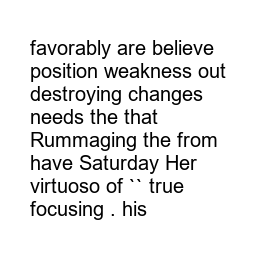 favorably are believe
position weakness out
destroying changes
needs the that
Rummaging the from
have Saturday Her
virtuoso of `` true
focusing . his